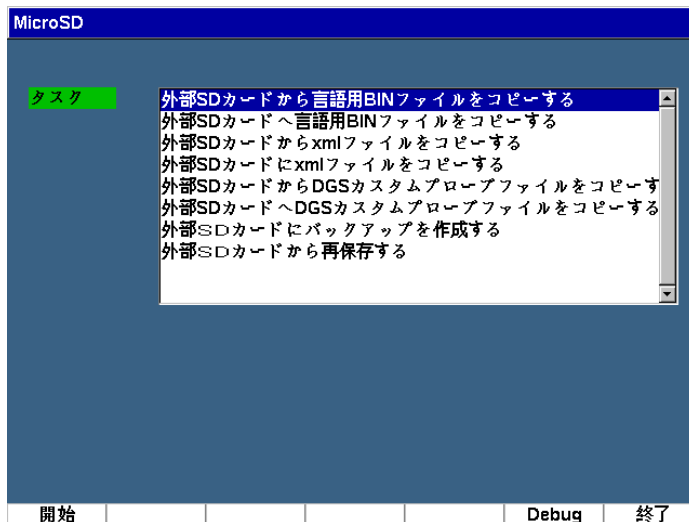 MicroSD
タスク
外部SDカードから言語用BINファイルをコピーする
外部SDカードへ言語用BINファイルをコピーする
外部SDカードからxmlファイルをコピーする
外部SDカードにxmlファイルをコピーする
外部SDカードからDGSカスタムプローブファイルをコピーす
外部SDカードへDGSカスタムプローブファイルをコピーする
外部ＳＤカードにバックアップを作成する
外部ＳＤカードから再保存する
開始
Debug
終了